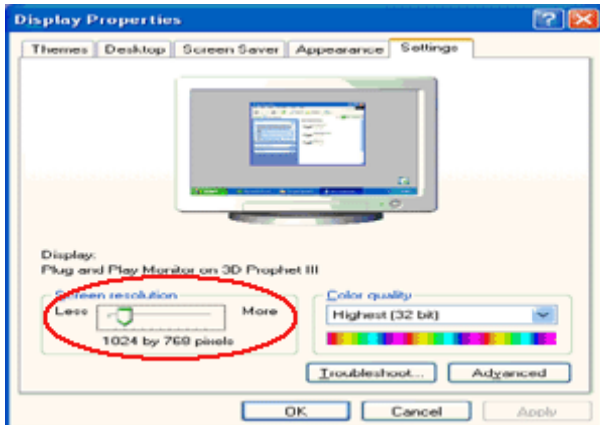 Display Properties
Themes Desktop Screen Saver Appearance Settings
Display:
Plug and Play Monitor on 3D Prophet III
Screen resolution
Less More
1024 by 768 pixels
Color quality
Highest (32 bit)
Troubleshoot... Advanced
OK Cancel Apply